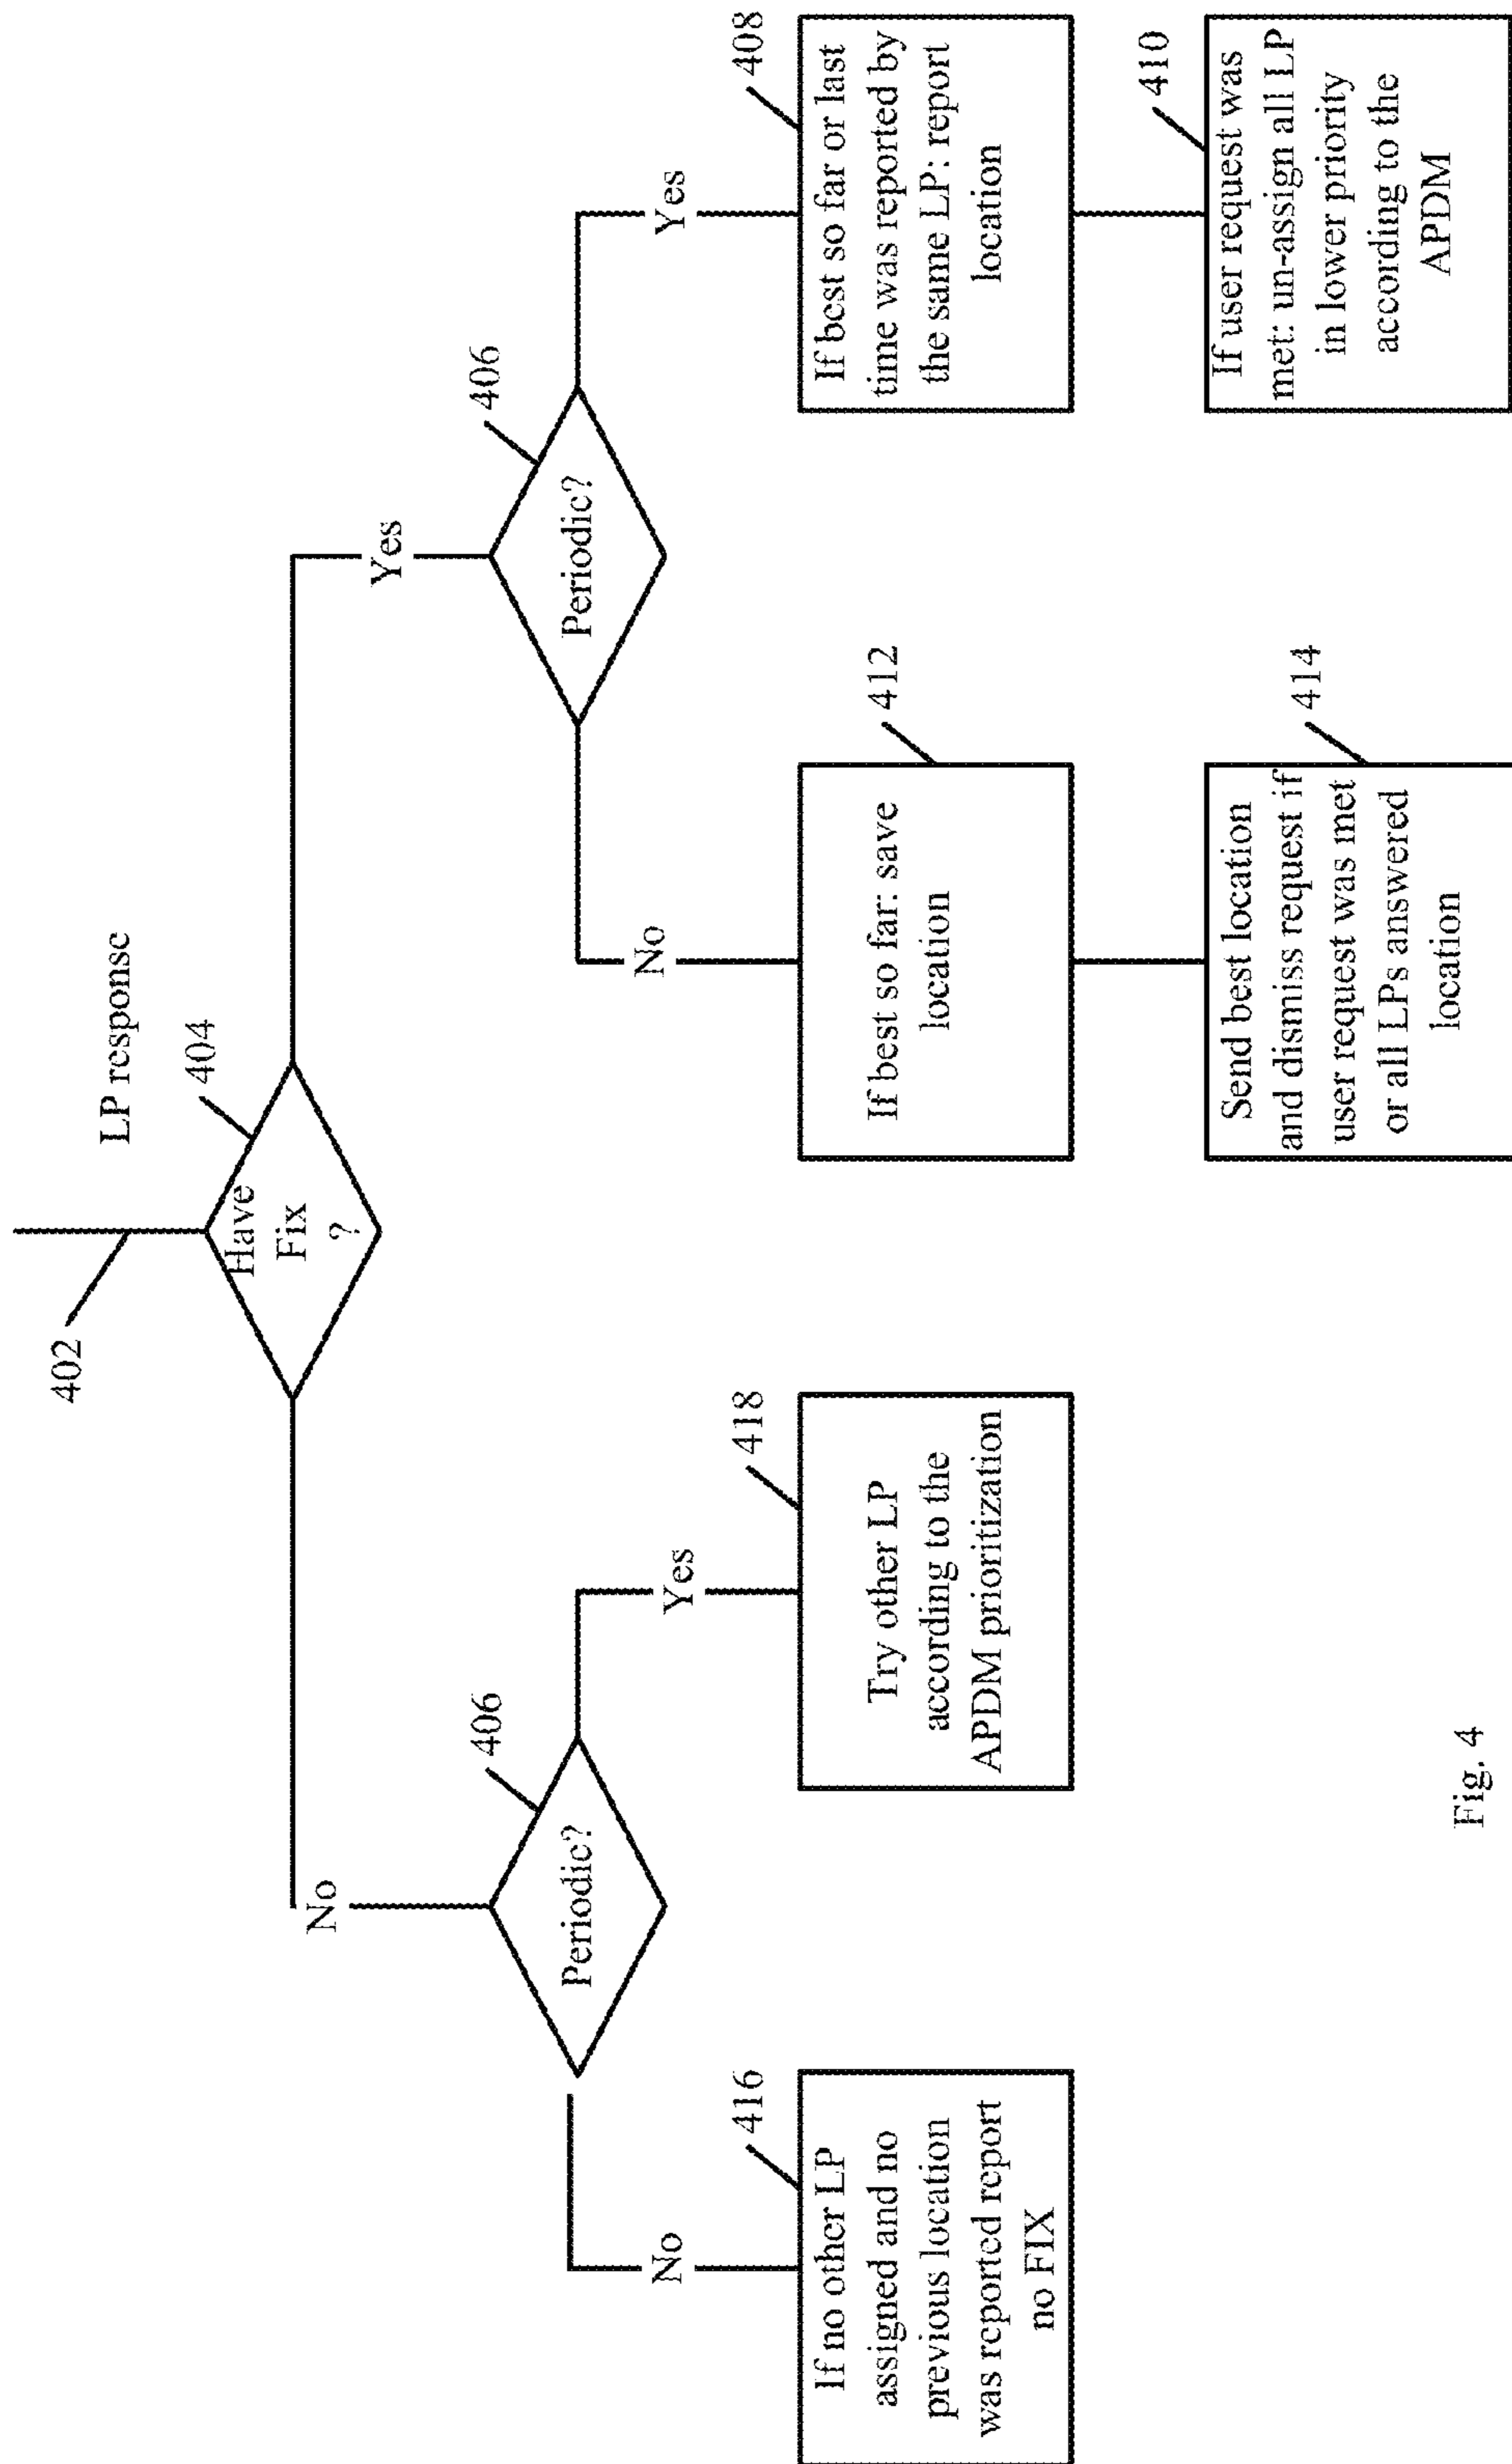 402
LP response
404
Have
Fix
?
No
Yes
406
Periodic?
406
Periodic?
No
Yes
No
Yes
416
If no other LP
assigned and no
previous location
was reported report
no FIX
418
Try other LP
according to the
APDM prioritization
412
If best so far: save
location
408
If best so far or last
time was reported by
the same LP: report
location
414
Send best location
and dismiss request if
user request was met
or all LPs answered
location
410
If user request was
met: un-assign all LP
in lower priority
according to the
APDM
Fig. 4